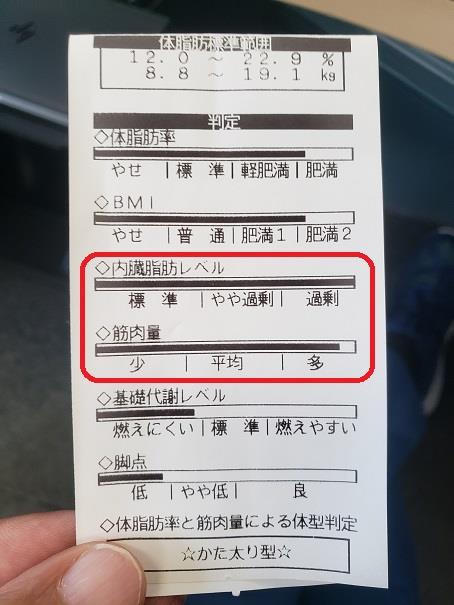 体脂肪標準範囲
12.0 ~ 22.9 %
8.8 ~ 19.1 kg
判定
◇体脂肪率
やせ |標 準|軽肥満|肥満
◇BMI
やせ |普 通|肥満1|肥満2
◇内臓脂肪レベル
標 準 |やや過剰| 過剰
◇筋肉量
少 | 平均 | 多
◇基礎代謝レベル
燃えにくい|標 準|燃えやすい
◇脚点
低 |やや低| 良
◇体脂肪率と筋肉量による体型判定
☆かた太り型☆